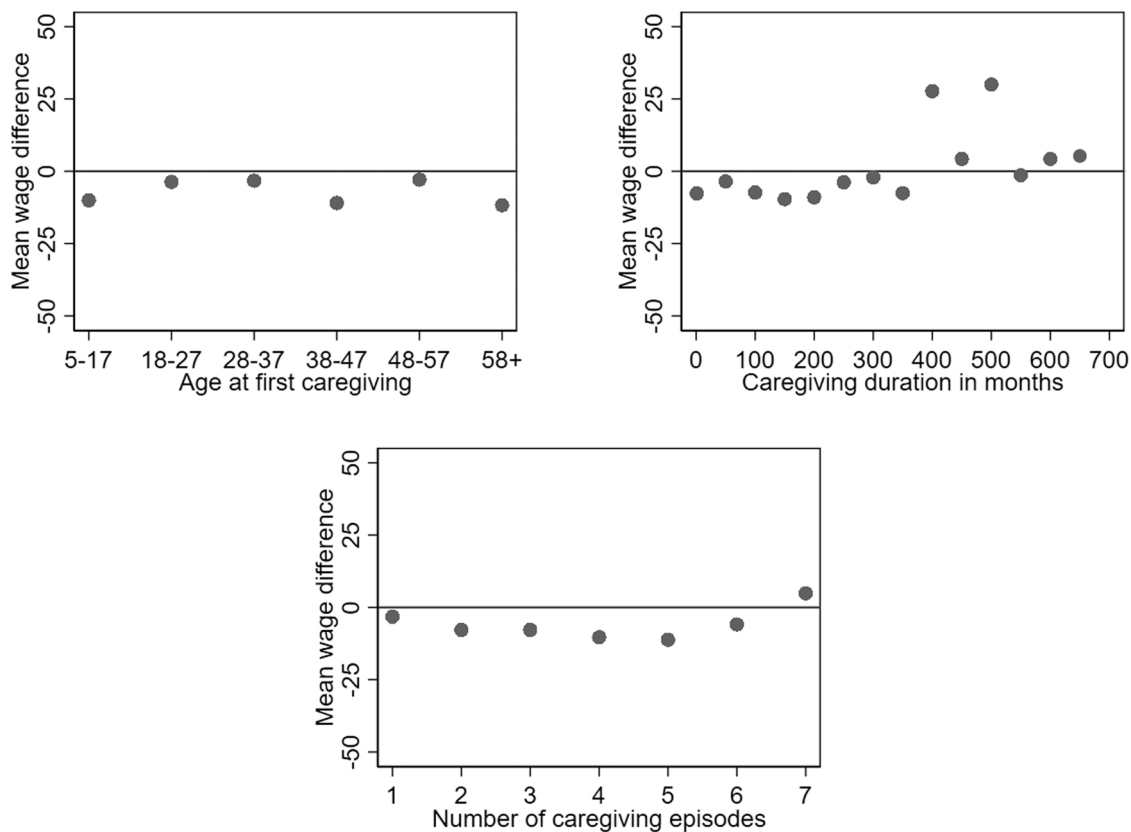 Mean wage difference
50
25
0
-25
-50
5-17 18-27 28-37 38-47 48-57 58+
Age at first caregiving
Mean wage difference
50
25
0
-25
-50
0 100 200 300 400 500 600 700
Caregiving duration in months
Mean wage difference
50
25
0
-25
-50
1 2 3 4 5 6 7
Number of caregiving episodes